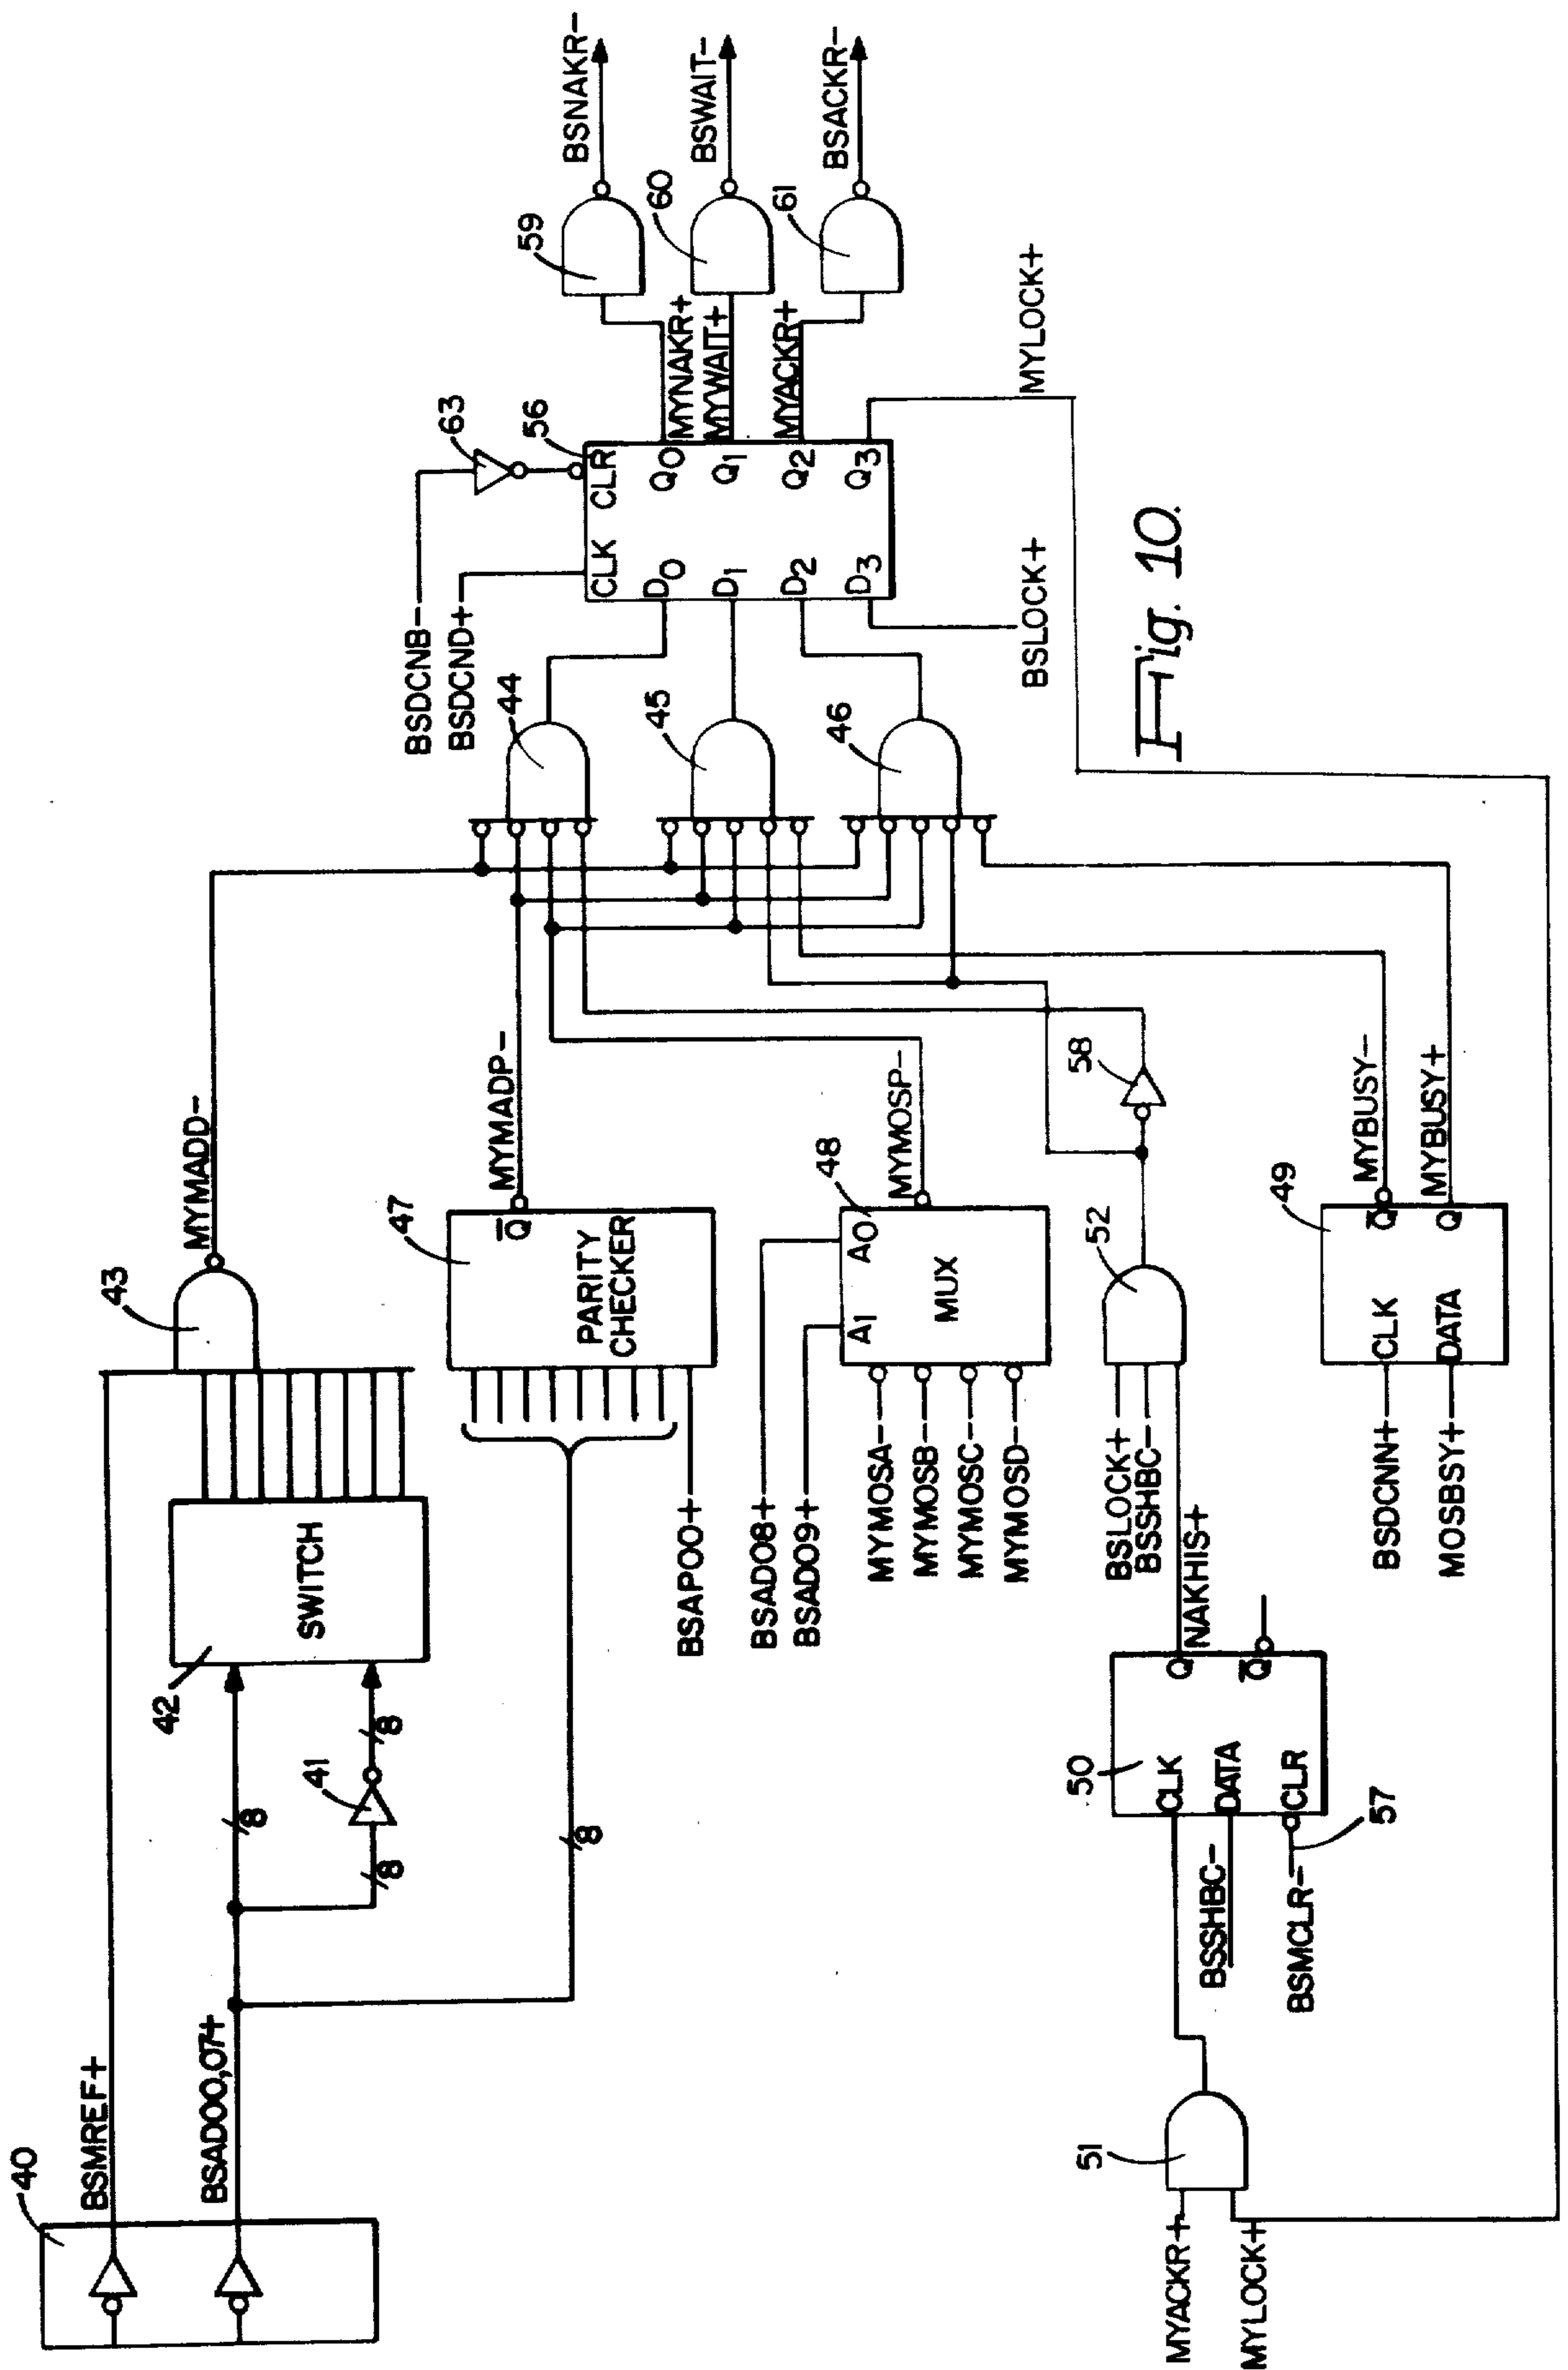 40
BSMREF+
BSAD00,07+
8
41
8
8
8
42
SWITCH
43
MYMADD-
47
PARITY
CHECKER
Q
MYMADP-
BSAP00+
BSAD08+
BSAD09+
MYMOSA-
MYMOSB-
MYMOSC-
MYMOSD-
A1
A0
48
MUX
MYMOSP-
MYACKR+
MYLOCK+
51
50
CLK
DATA
CLR
Q
Q
BSSHBC-
BSMCLR-
57
NAKHIS+
BSLOCK+
BSSHBC-
52
58
BSDCNN+
MOSBSY+
CLK
DATA
49
Q
Q
MYBUSY-
MYBUSY+
44
45
46
BSDCNB-
BSDCND+
63
56
CLK
CLR
D0
D1
D2
D3
Q0
Q1
Q2
Q3
BSLOCK+
MYNAKR+
MYWAIT+
MYACKR+
MYLOCK+
59
60
61
BSNAKR-
BSWAIT-
BSACKR-
Fig. 10.